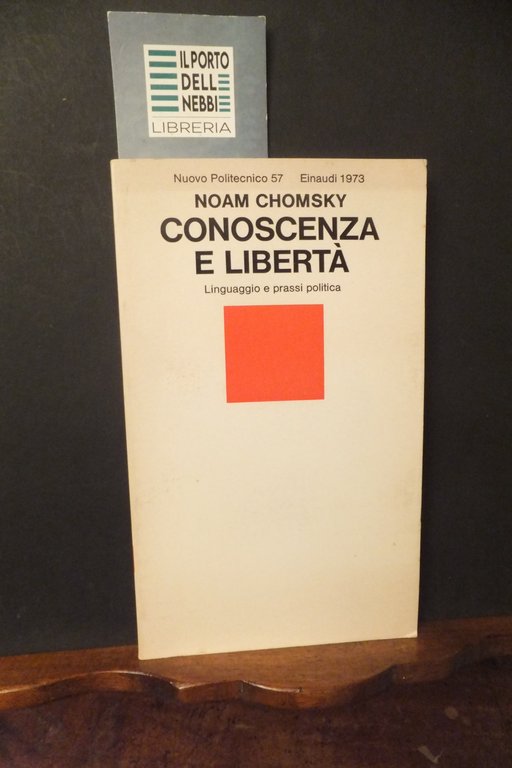 IL PORTO
DELL
NEBBI
LIBRERIA
Nuovo Politecnico 57 Einaudi 1973
NOAM CHOMSKY
CONOSCENZA
E LIBERTÀ
Linguaggio e prassi politica